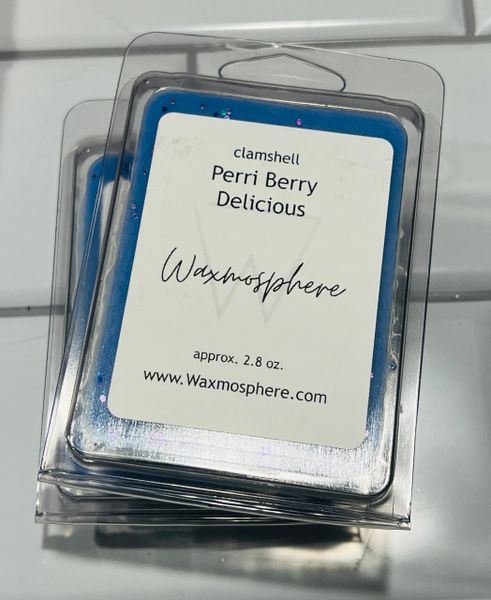 clamshell
Perri Berry
Delicious
Waxmosphere
approx. 2.8 oz.
www.Waxmosphere.com